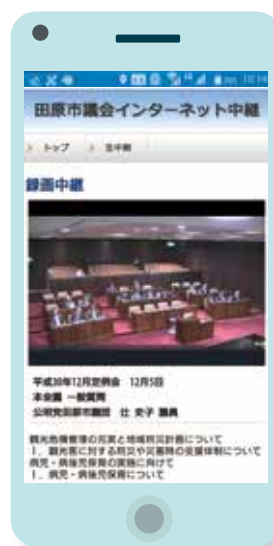 田原市議会インターネット中継
トップ
生中継
録画中継
平成30年12月定例会 12月5日
本会議 一般質問
公明党田原市議団 辻 史子 議員
観光危機管理の充実と地域防災計画について
1．観光客に対する防災や災害時の支援体制について
病児・病後児保育の実施に向けて
1．病児・病後児保育について